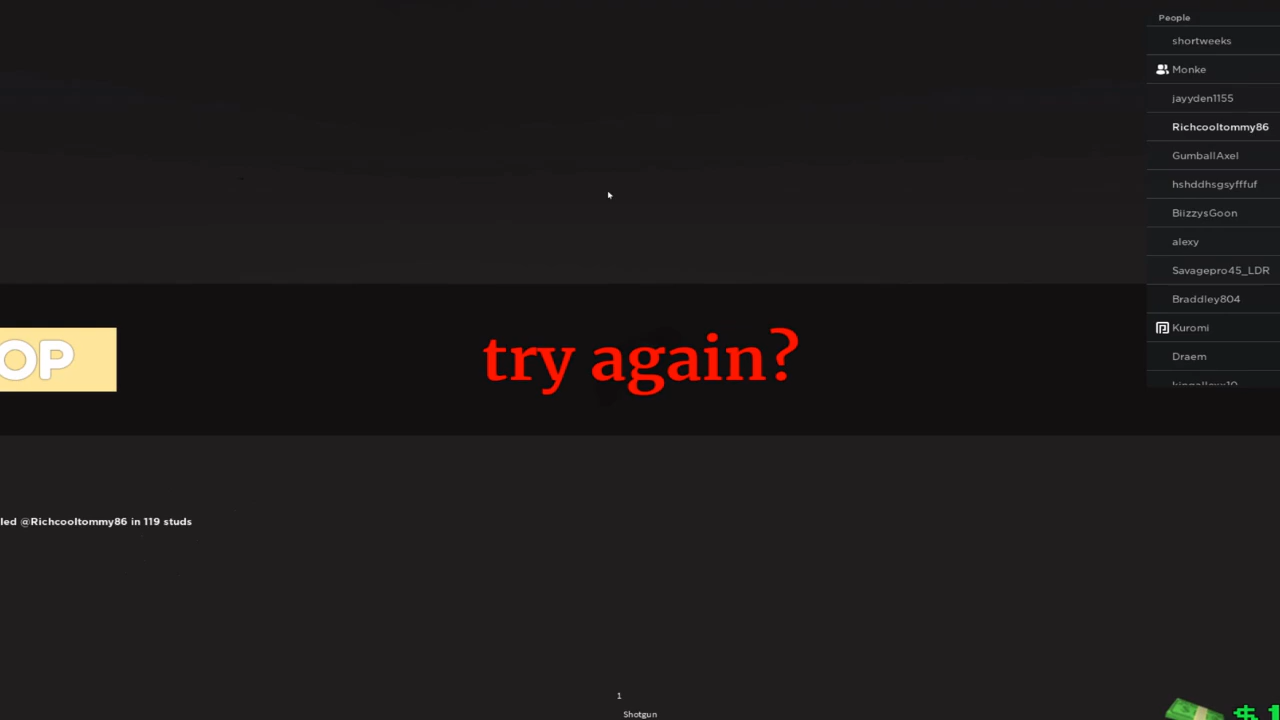 People
shortweeks
Monke
jayyden1155
Richcooltommy86
GumballAxel
hshddhsgsyfffuf
BiizzysGoon
alexy
Savagepro45_LDR
Braddley804
Kuromi
Draem
OP
try again?
led @Richcooltommy86 in 119 studs
1
Shotgun
$